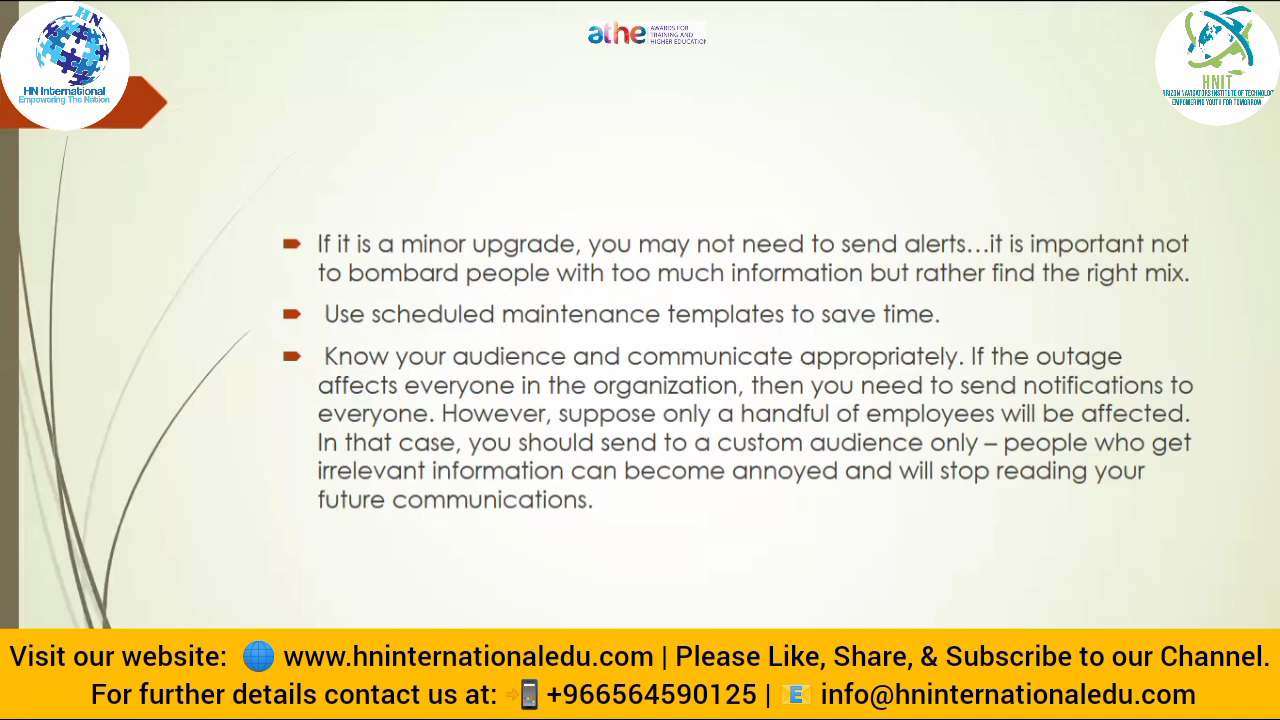 HN
HN International
Empowering The Nation
athe
AWARDS FOR
TRAINING AND
HIGHER EDUCATION
HNIT
EMPOWERING YOUTH FOR TOMORROW
If it is a minor upgrade, you may not need to send alerts…it is important not
to bombard people with too much information but rather find the right mix.
Use scheduled maintenance templates to save time.
Know your audience and communicate appropriately. If the outage
affects everyone in the organization, then you need to send notifications to
everyone. However, suppose only a handful of employees will be affected.
In that case, you should send to a custom audience only – people who get
irrelevant information can become annoyed and will stop reading your
future communications.
Visit our website: www.hninternationaledu.com | Please Like, Share, & Subscribe to our Channel.
For further details contact us at: +966564590125 | info@hninternationaledu.com